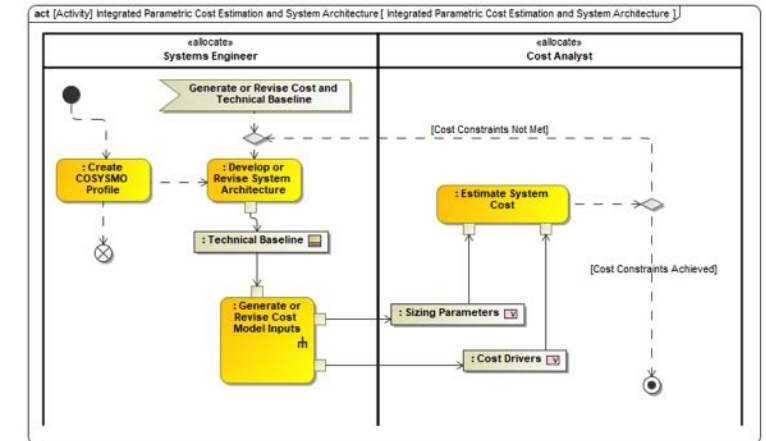 act [Activity] Integrated Parametric Cost Estimation and System Architecture [ Integrated Parametric Cost Estimation and System Architecture ]
«allocate»
Systems Engineer
«allocate»
Cost Analyst
Generate or Revise Cost and
Technical Baseline
[Cost Constraints Not Met]
: Create
COSYSMO
Profile
: Develop or
Revise System
Architecture
: Estimate System
Cost
: Technical Baseline
[Cost Constraints Achieved]
: Generate or
Revise Cost
Model Inputs
: Sizing Parameters
V
: Cost Drivers
V